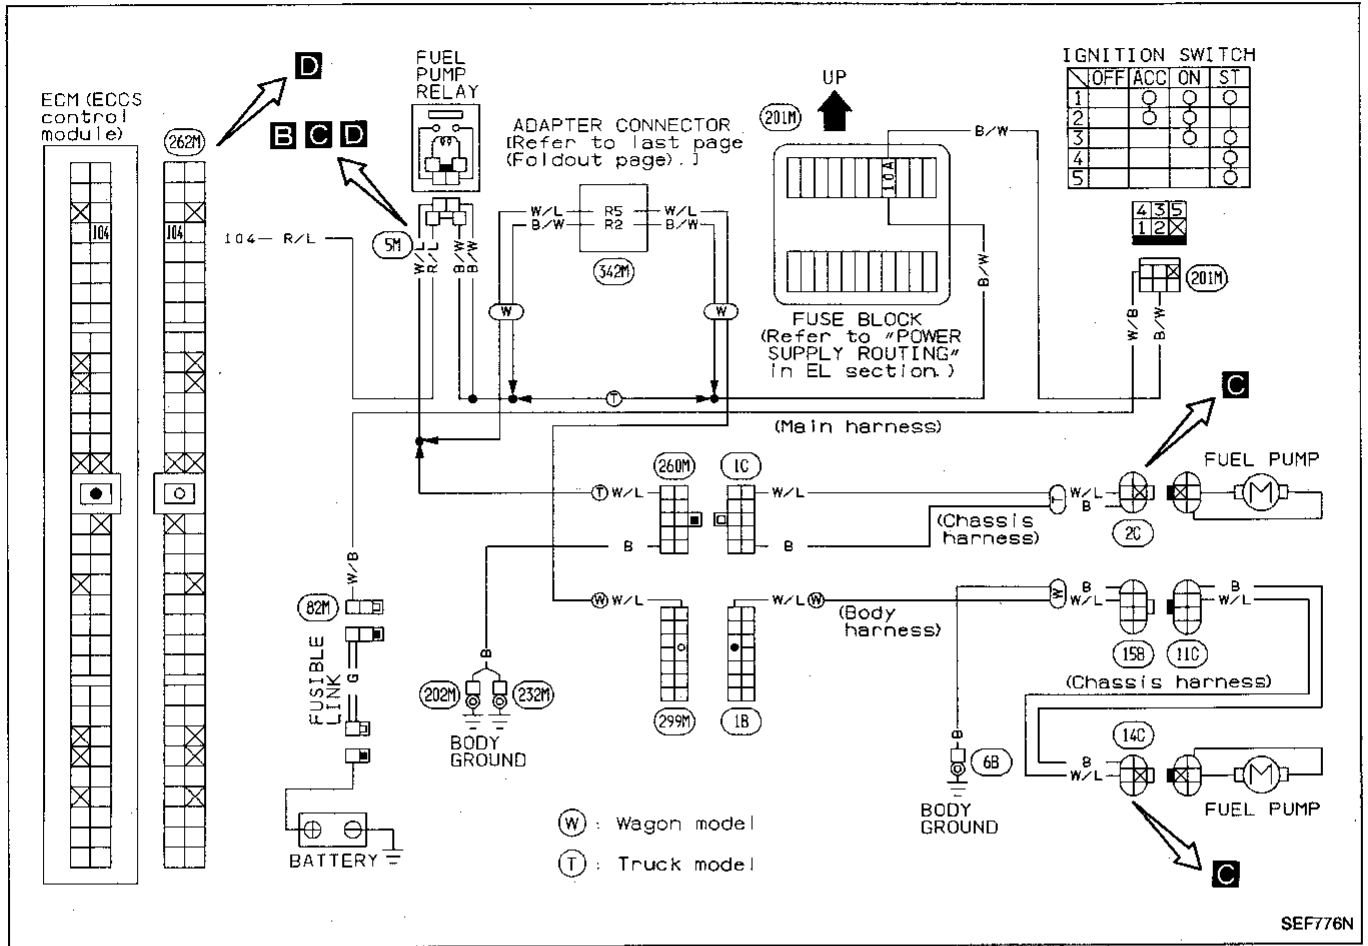 IGNITION SWITCH
OFF ACC ON ST
1
2
3
4
5
D
FUEL
PUMP
RELAY
UP
ECM (ECCS
control
module)
262M
B C D
ADAPTER CONNECTOR
[Refer to last page
(Foldout page).]
201M
B/W
10A
4 3 5
1 2
104
104
104 R/L
5M
W/L
R/L
B/W
B/W
W/L R5 W/L
B/W R2 B/W
342M
W
W
B/W
201M
W/B
B/W
FUSE BLOCK
(Refer to "POWER
SUPPLY ROUTING"
in EL section.)
T
(Main harness)
C
260M
1C
FUEL PUMP
T W/L
W/L
T
W/L
B
M
B
B
(Chassis
harness)
2C
W/B
82M
FUSIBLE
LINK
G
W W/L
W/L W
(Body
harness)
W
B
W/L
B
W/L
15B
11C
(Chassis harness)
B
B
202M
232M
BODY
GROUND
299M
1B
B
6B
BODY
GROUND
14C
B
W/L
M
FUEL PUMP
BATTERY
W : Wagon model
T : Truck model
C
SEF776N